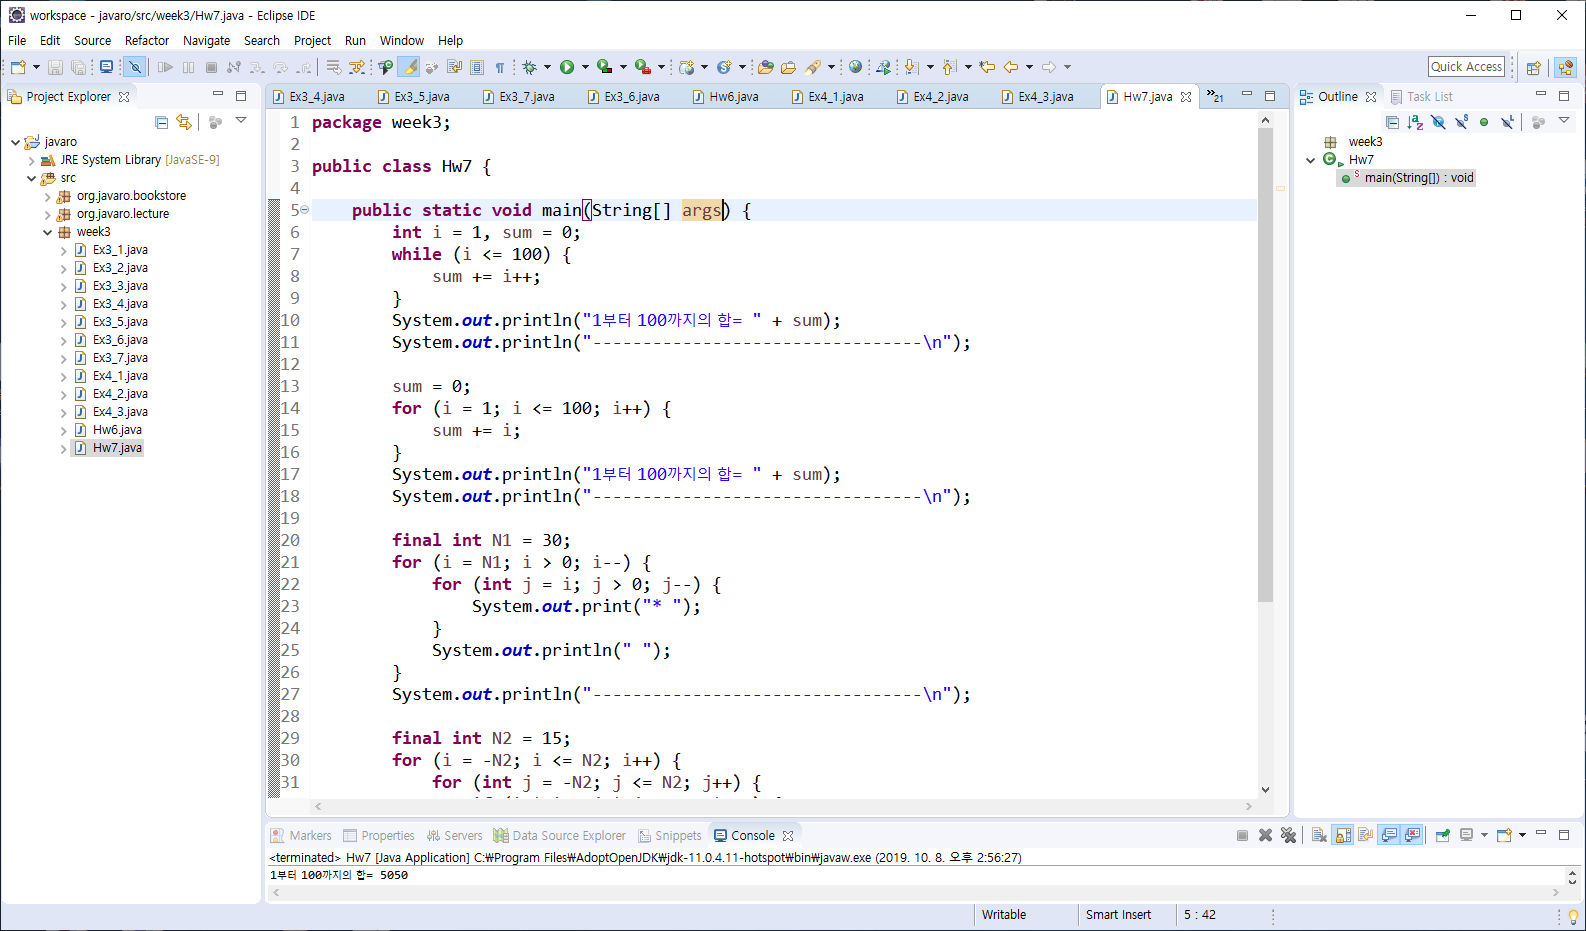 workspace - javaro/src/week3/Hw7.java - Eclipse IDE
File Edit Source Refactor Navigate Search Project Run Window Help
Quick Access
Project Explorer
Ex3_4.java Ex3_5.java Ex3_7.java Ex3_6.java Hw6.java Ex4_1.java Ex4_2.java Ex4_3.java Hw7.java »21
Outline Task List
javaro
JRE System Library [JavaSE-9]
src
org.javaro.bookstore
org.javaro.lecture
week3
Ex3_1.java
Ex3_2.java
Ex3_3.java
Ex3_4.java
Ex3_5.java
Ex3_6.java
Ex3_7.java
Ex4_1.java
Ex4_2.java
Ex4_3.java
Hw6.java
Hw7.java
1 package week3;
2
3 public class Hw7 {
4
5 public static void main(String[] args) {
6 int i = 1, sum = 0;
7 while (i <= 100) {
8 sum += i++;
9 }
10 System.out.println("1부터 100까지의 합= " + sum);
11 System.out.println("---------------------------------\n");
12
13 sum = 0;
14 for (i = 1; i <= 100; i++) {
15 sum += i;
16 }
17 System.out.println("1부터 100까지의 합= " + sum);
18 System.out.println("---------------------------------\n");
19
20 final int N1 = 30;
21 for (i = N1; i > 0; i--) {
22 for (int j = i; j > 0; j--) {
23 System.out.print("* ");
24 }
25 System.out.println(" ");
26 }
27 System.out.println("---------------------------------\n");
28
29 final int N2 = 15;
30 for (i = -N2; i <= N2; i++) {
31 for (int j = -N2; j <= N2; j++) {
week3
Hw7
main(String[]) : void
Markers Properties Servers Data Source Explorer Snippets Console
<terminated> Hw7 [Java Application] C:₩Program Files₩AdoptOpenJDK₩jdk-11.0.4.11-hotspot₩bin₩javaw.exe (2019. 10. 8. 오후 2:56:27)
1부터 100까지의 합= 5050
Writable Smart Insert 5 : 42